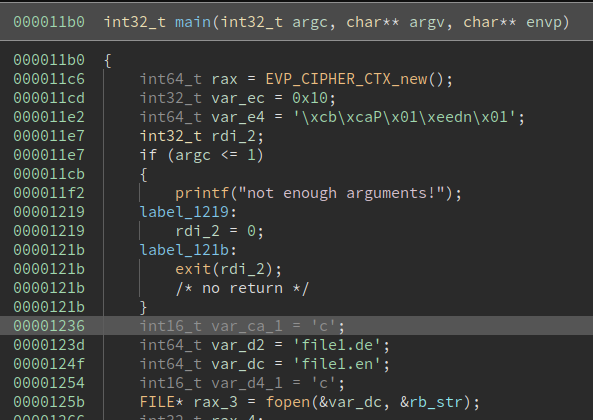 000011b0 int32_t main(int32_t argc, char** argv, char** envp)
000011b0 {
000011c6 int64_t rax = EVP_CIPHER_CTX_new();
000011cd int32_t var_ec = 0x10;
000011e2 int64_t var_e4 = '\xcb\xcaP\x01\xeedn\x01';
000011e7 int32_t rdi_2;
000011e7 if (argc <= 1)
000011cb {
000011f2 printf("not enough arguments!");
00001219 label_1219:
00001219 rdi_2 = 0;
0000121b label_121b:
0000121b exit(rdi_2);
0000121b /* no return */
0000121b }
00001236 int16_t var_ca_1 = 'c';
0000123d int64_t var_d2 = 'file1.de';
0000124f int64_t var_dc = 'file1.en';
00001254 int16_t var_d4_1 = 'c';
0000125b FILE* rax_3 = fopen(&var_dc, &rb_str);